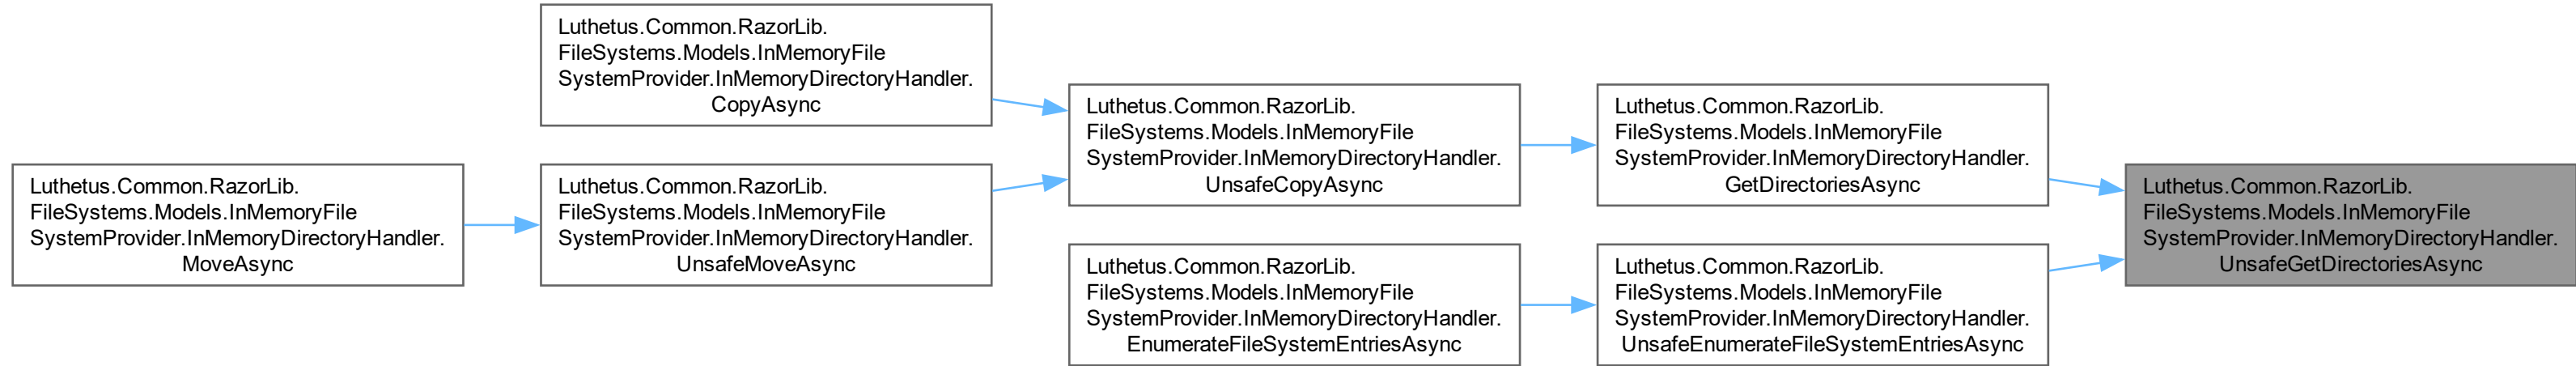 Luthetus.Common.RazorLib.
FileSystems.Models.InMemoryFile
SystemProvider.InMemoryDirectoryHandler.
MoveAsync
Luthetus.Common.RazorLib.
FileSystems.Models.InMemoryFile
SystemProvider.InMemoryDirectoryHandler.
CopyAsync
Luthetus.Common.RazorLib.
FileSystems.Models.InMemoryFile
SystemProvider.InMemoryDirectoryHandler.
UnsafeMoveAsync
Luthetus.Common.RazorLib.
FileSystems.Models.InMemoryFile
SystemProvider.InMemoryDirectoryHandler.
UnsafeCopyAsync
Luthetus.Common.RazorLib.
FileSystems.Models.InMemoryFile
SystemProvider.InMemoryDirectoryHandler.
EnumerateFileSystemEntriesAsync
Luthetus.Common.RazorLib.
FileSystems.Models.InMemoryFile
SystemProvider.InMemoryDirectoryHandler.
GetDirectoriesAsync
Luthetus.Common.RazorLib.
FileSystems.Models.InMemoryFile
SystemProvider.InMemoryDirectoryHandler.
UnsafeEnumerateFileSystemEntriesAsync
Luthetus.Common.RazorLib.
FileSystems.Models.InMemoryFile
SystemProvider.InMemoryDirectoryHandler.
UnsafeGetDirectoriesAsync